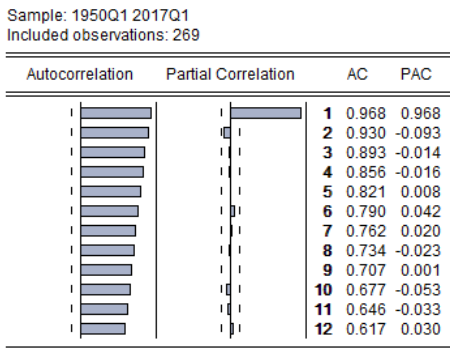 Sample: 1950Q1 2017Q1
Included observations: 269
Autocorrelation Partial Correlation AC PAC
1 0.968 0.968
2 0.930 -0.093
3 0.893 -0.014
4 0.856 -0.016
5 0.821 0.008
6 0.790 0.042
7 0.762 0.020
8 0.734 -0.023
9 0.707 0.001
10 0.677 -0.053
11 0.646 -0.033
12 0.617 0.030